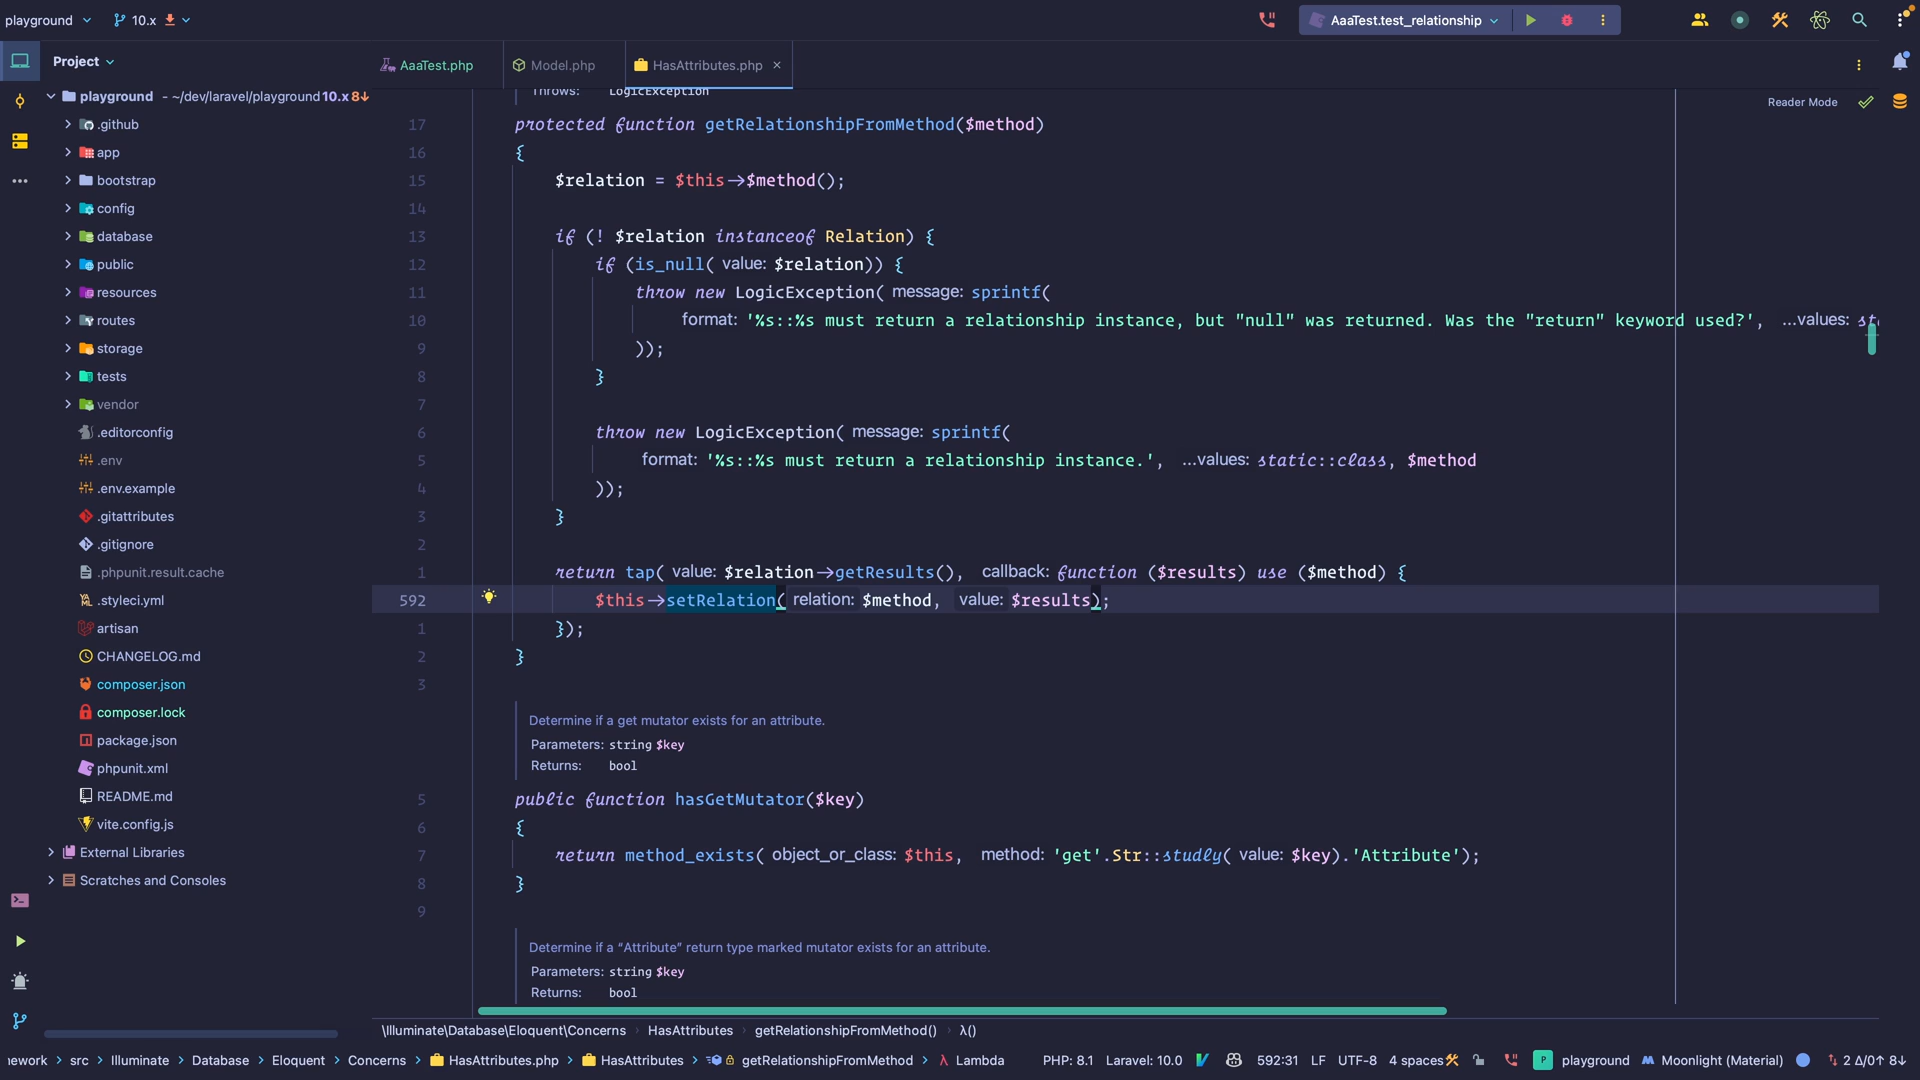 playground
10.x
AaaTest.test_relationship
Project
AaaTest.php
Model.php
HasAttributes.php
Reader Mode
playground - ~/dev/laravel/playground 10.x 8↓
.github
app
bootstrap
config
database
public
resources
routes
storage
tests
vendor
.editorconfig
.env
.env.example
.gitattributes
.gitignore
.phpunit.result.cache
.styleci.yml
artisan
CHANGELOG.md
composer.json
composer.lock
package.json
phpunit.xml
README.md
vite.config.js
External Libraries
Scratches and Consoles
Throws: LogicException
17 protected function getRelationshipFromMethod($method)
16 {
15 $relation = $this->$method();
14
13 if (! $relation instanceof Relation) {
12 if (is_null( value: $relation)) {
11 throw new LogicException( message: sprintf(
10 format: '%s::%s must return a relationship instance, but "null" was returned. Was the "return" keyword used?', ...values: st
9 ));
8 }
7
6 throw new LogicException( message: sprintf(
5 format: '%s::%s must return a relationship instance.', ...values: static::class, $method
4 ));
3 }
2
1 return tap( value: $relation->getResults(), callback: function ($results) use ($method) {
592 $this->setRelation( relation: $method, value: $results);
1 });
2 }
3
Determine if a get mutator exists for an attribute.
Parameters: string $key
Returns: bool
5 public function hasGetMutator($key)
6 {
7 return method_exists( object_or_class: $this, method: 'get'.Str::studly( value: $key).'Attribute');
8 }
9
Determine if a “Attribute” return type marked mutator exists for an attribute.
Parameters: string $key
Returns: bool
\Illuminate\Database\Eloquent\Concerns › HasAttributes › getRelationshipFromMethod() › λ()
nework › src › Illuminate › Database › Eloquent › Concerns › HasAttributes.php › HasAttributes › getRelationshipFromMethod › λ Lambda
PHP: 8.1 Laravel: 10.0 592:31 LF UTF-8 4 spaces P playground Moonlight (Material) 2 Δ/0↑ 8↓